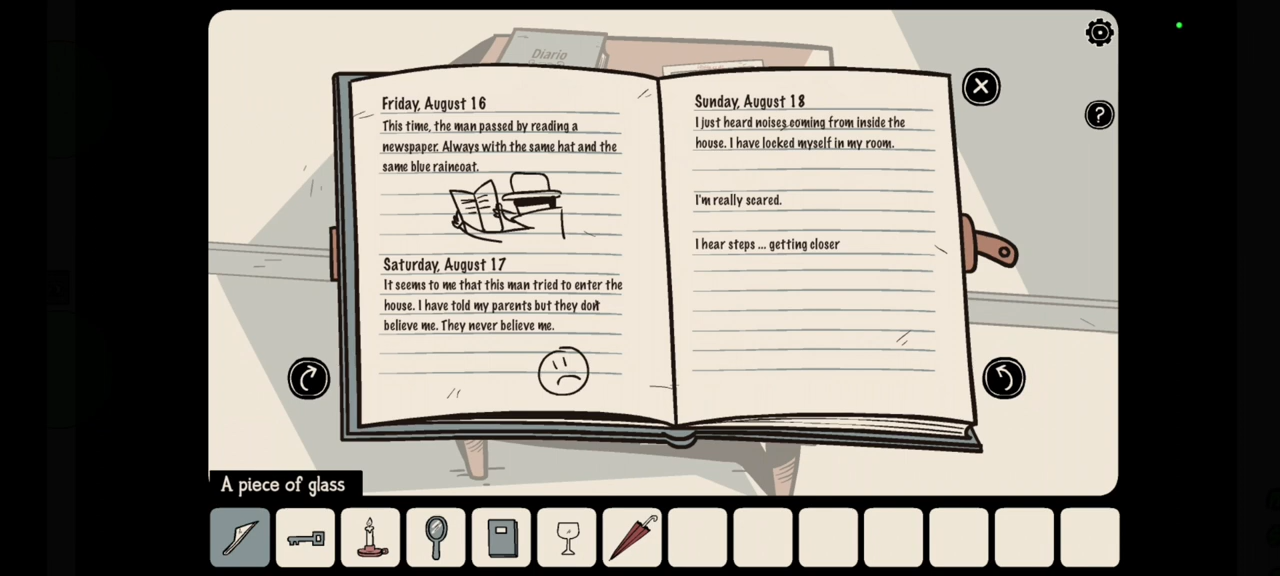 Diario
Friday, August 16
This time, the man passed by reading a
newspaper. Always with the same hat and the
same blue raincoat.
Saturday, August 17
It seems to me that this man tried to enter the
house. I have told my parents but they don't
believe me. They never believe me.
Sunday, August 18
I just heard noises coming from inside the
house. I have locked myself in my room.
I'm really scared.
I hear steps ... getting closer
?
A piece of glass